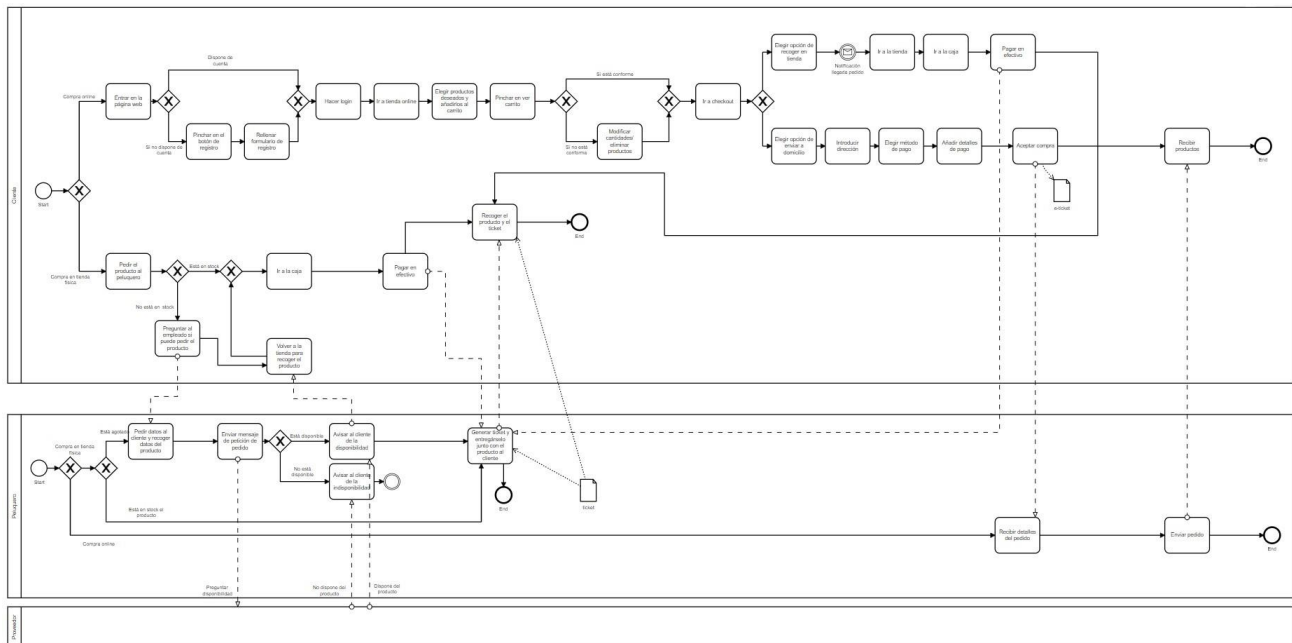 Cliente
Start
Compra online
Entrar en la
página web
Dispone de
cuenta
Si no dispone de
cuenta
Pinchar en el
botón de
registro
Rellenar
formulario de
registro
Hacer login
Ir a tienda online
Elegir productos
deseados y
añadirlos al
carrito
Pinchar en ver
carrito
Si está conforme
Si no está
conforme
Modificar
cantidades/
eliminar
productos
Ir a checkout
Elegir opción de
recoger en
tienda
Notificación
llegada pedido
Ir a la tienda
Ir a la caja
Pagar en
efectivo
Elegir opción de
enviar a
domicilio
Introducir
dirección
Elegir método
de pago
Añadir detalles
de pago
Aceptar compra
e-ticket
Recibir
productos
End
Compra en tienda
física
Pedir el
producto al
peluquero
Está en stock
No está en stock
Ir a la caja
Pagar en
efectivo
Recoger el
producto y el
ticket
End
Preguntar al
empleado si
puede pedir el
producto
Volver a la
tienda para
recoger el
producto
Peluquero
Start
Compra en tienda
física
Está agotado
Pedir datos al
cliente y recoger
datos del
producto
Enviar mensaje
de petición de
pedido
Está disponible
No está
disponible
Avisar al cliente
de la
disponibilidad
Avisar al cliente
de la
indisponibilidad
Generar ticket y
entregárselo
junto con el
producto al
cliente
End
ticket
Está en stock el
producto
Compra online
Recibir detalles
del pedido
Enviar pedido
End
Preguntar
disponibilidad
No dispone del
producto
Dispone del
producto
Proveedor